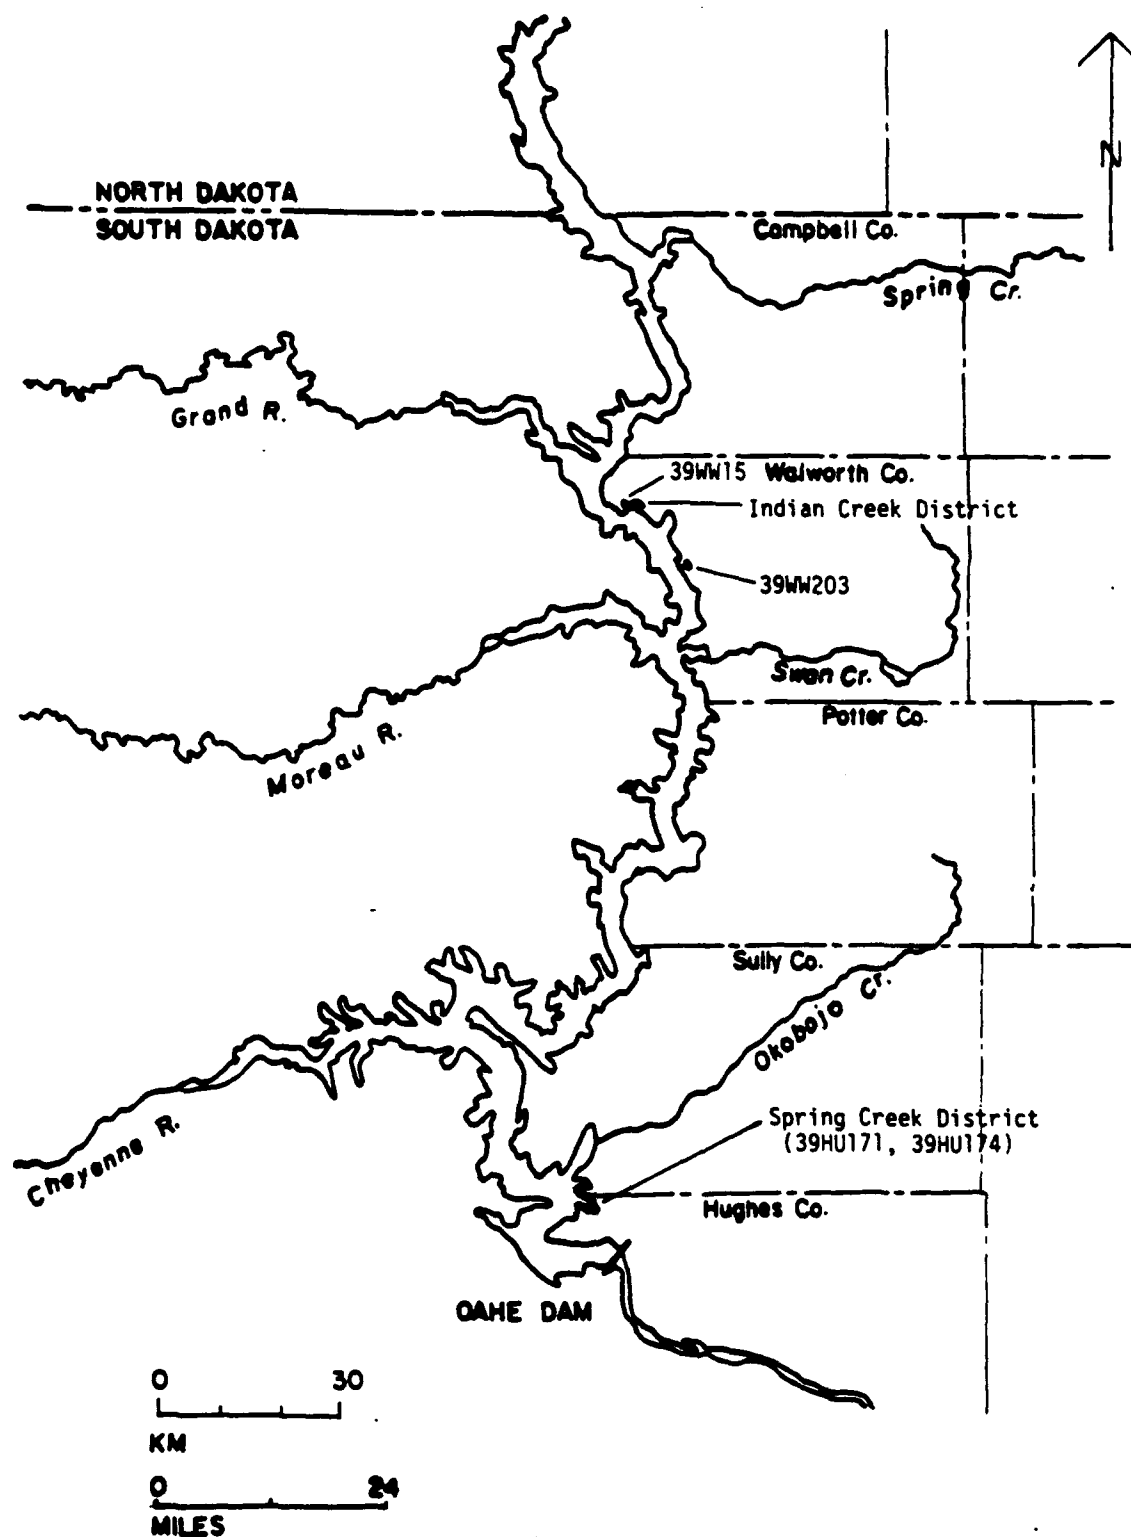 N
NORTH DAKOTA
SOUTH DAKOTA
Campbell Co.
Spring Cr.
Grand R.
39WW15 Walworth Co.
Indian Creek District
39WW203
Swan Cr.
Potter Co.
Moreau R.
Sully Co.
Okobojo Cr.
Spring Creek District
(39HU171, 39HU174)
Cheyenne R.
Hughes Co.
OAHE DAM
0 30
KM
0 24
MILES